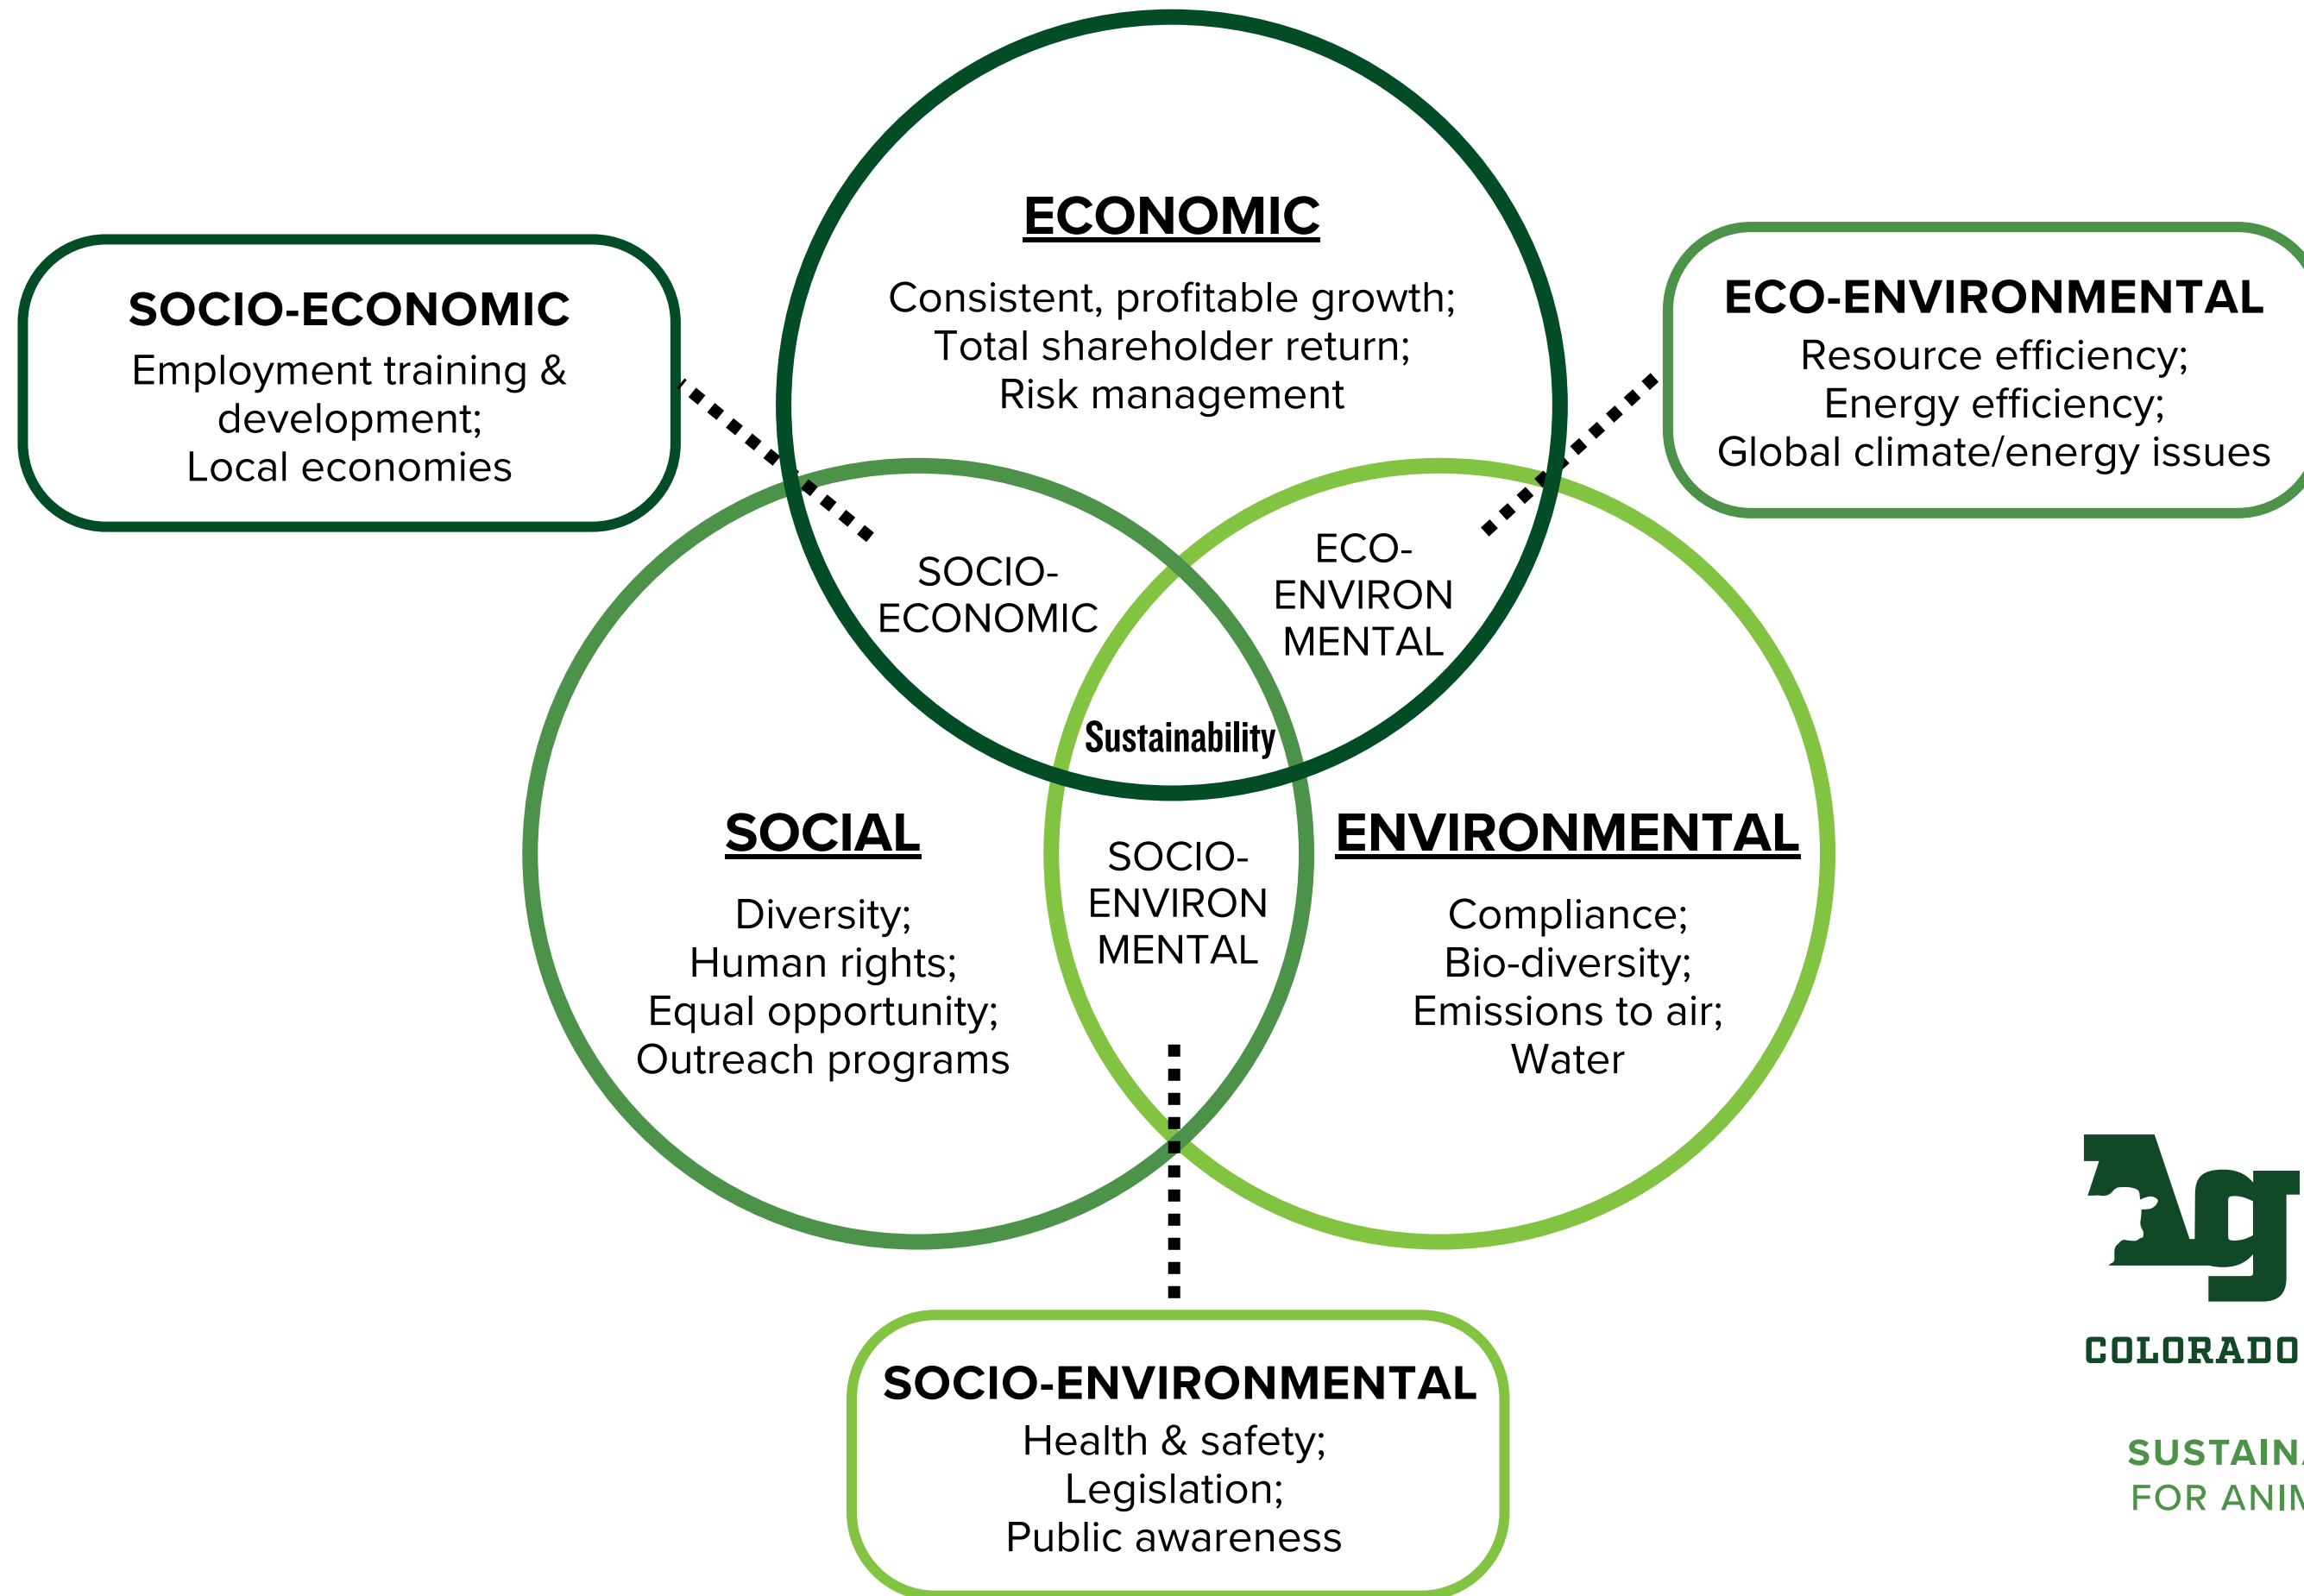 ECONOMIC
Consistent, profitable growth;
Total shareholder return;
Risk management
SOCIO-ECONOMIC
Employment training &
development;
Local economies
ECO-ENVIRONMENTAL
Resource efficiency;
Energy efficiency;
Global climate/energy issues
SOCIO-
ECONOMIC
ECO-
ENVIRON
MENTAL
Sustainability
SOCIAL
Diversity;
Human rights;
Equal opportunity;
Outreach programs
SOCIO-
ENVIRON
MENTAL
ENVIRONMENTAL
Compliance;
Bio-diversity;
Emissions to air;
Water
SOCIO-ENVIRONMENTAL
Health & safety;
Legislation;
Public awareness
Ag
COLORADO
FOR